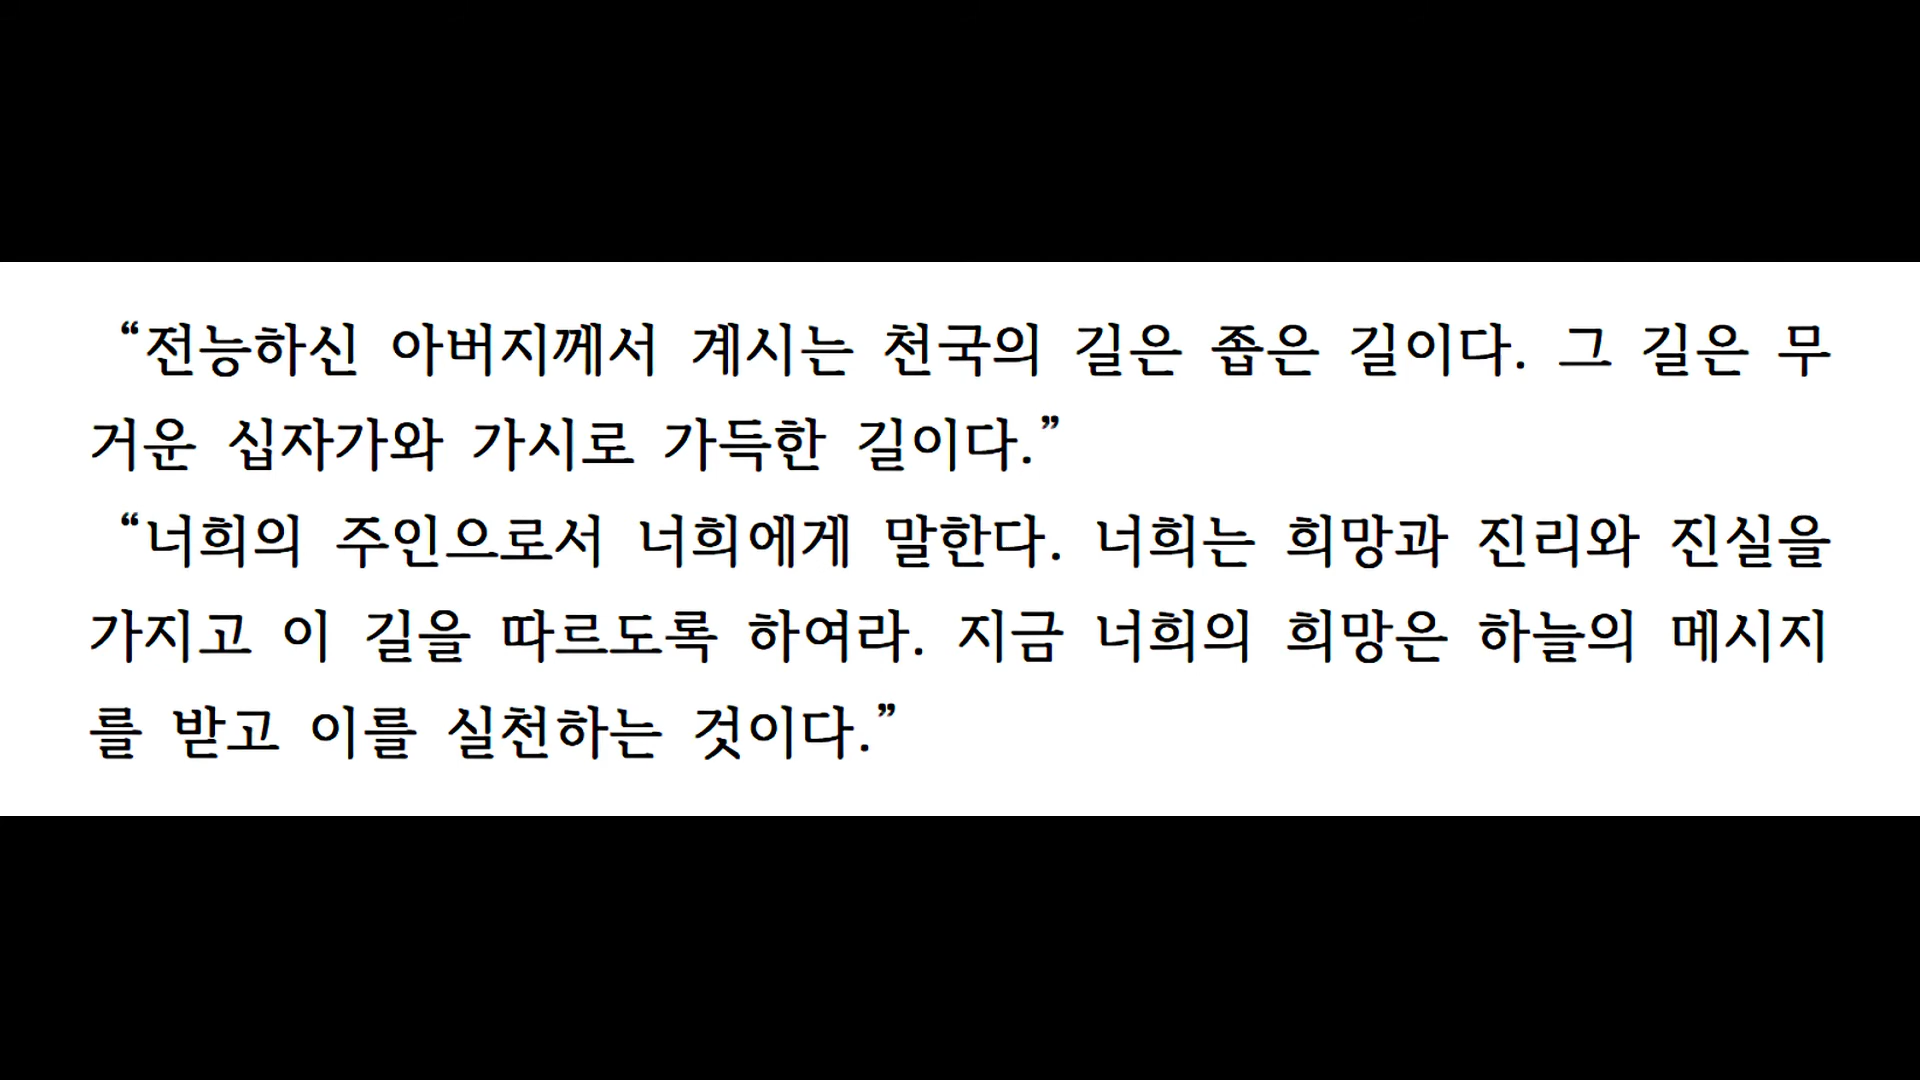 “전능하신 아버지께서 계시는 천국의 길은 좁은 길이다. 그 길은 무
거운 십자가와 가시로 가득한 길이다.”
“너희의 주인으로서 너희에게 말한다. 너희는 희망과 진리와 진실을
가지고 이 길을 따르도록 하여라. 지금 너희의 희망은 하늘의 메시지
를 받고 이를 실천하는 것이다.”